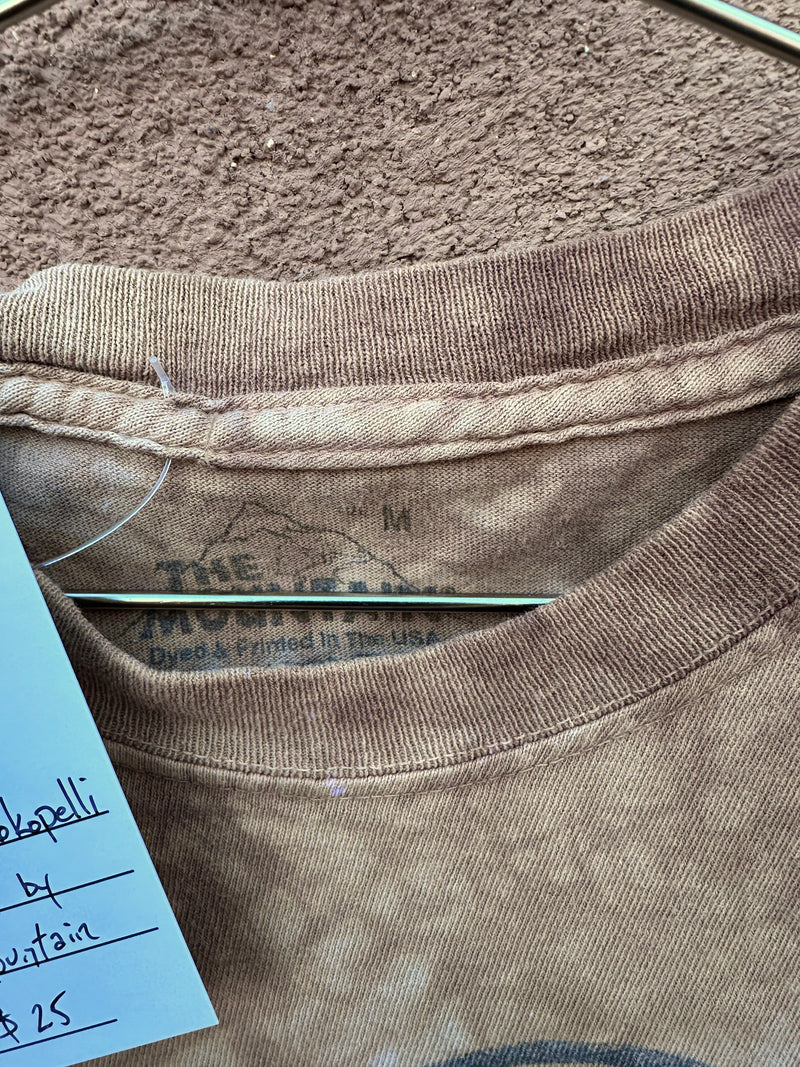 M
THE
MOUNTAIN
Dyed & Printed In The USA
okopelli
by
ountain
$ 25